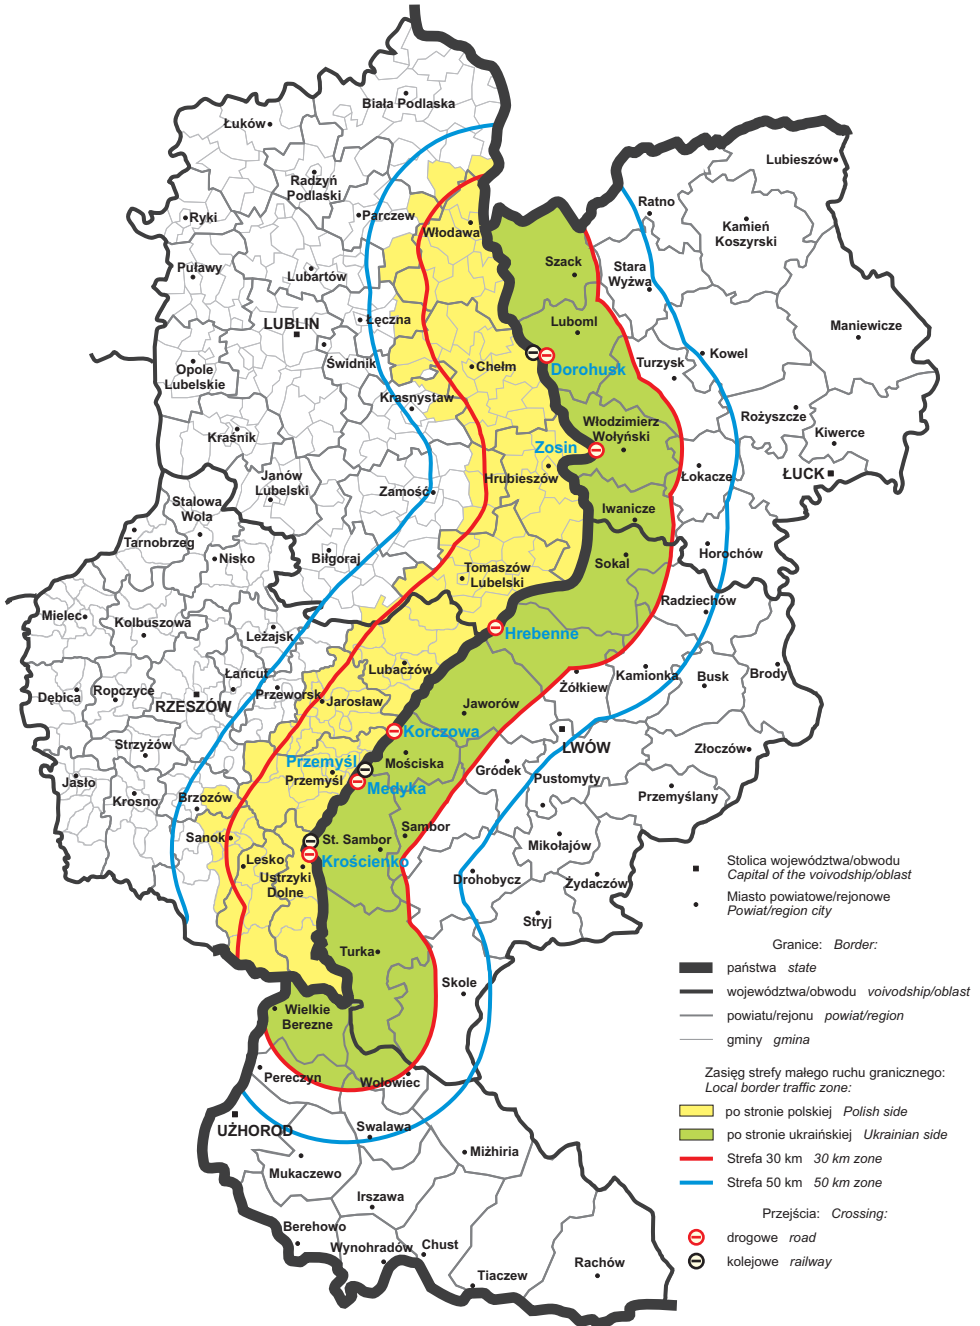 Biała Podlaska
Łuków
Lubieszów
Radzyń
Podlaski
Ratno
Parczew
Ryki
Włodawa
Kamień
Koszyrski
Szack
Stara
Wyżwa
Puławy
Lubartów
Łęczna
LUBLIN
Luboml
Maniewicze
Świdnik
Kowel
Turzysk
Opole
Lubelskie
Chełm
Dorohusk
Krasnystaw
Rożyszcze
Włodzimierz
Wołyński
Kiwerce
Kraśnik
Zosin
Janów
Lubelski
Hrubieszów
Łokacze
ŁUCK
Zamość
Stalowa
Wola
Iwanicze
Tarnobrzeg
Nisko
Biłgoraj
Horochów
Sokal
Tomaszów
Lubelski
Radziechów
Mielec
Kolbuszowa
Leżajsk
Hrebenne
Lubaczów
Łańcut
Kamionka
Busk
Brody
Żółkiew
Dębica
Ropczyce
Przeworsk
Jarosław
RZESZÓW
Jaworów
Korczowa
Strzyżów
LWÓW
Złoczów
Przemyśl
Mościska
Gródek
Jasło
Przemyśl
Pustomyty
Medyka
Krosno
Brzozów
Przemyślany
Sambor
Sanok
St. Sambor
Mikołajów
Lesko
Krościenko
Ustrzyki
Dolne
Drohobycz
Żydaczów
Stryj
Turka
Skole
Wielkie
Berezne
Pereczyn
Wołowiec
UŻHOROD
Swalawa
Miżhiria
Mukaczewo
Irszawa
Berehowo
Wynohradów
Chust
Tiaczew
Rachów
Stolica województwa/obwodu
Capital of the voivodship/oblast
Miasto powiatowe/rejonowe
Powiat/region city
Granice: Border:
państwa state
województwa/obwodu voivodship/oblast
powiatu/rejonu powiat/region
gminy gmina
Zasięg strefy małego ruchu granicznego:
Local border traffic zone:
po stronie polskiej Polish side
po stronie ukraińskiej Ukrainian side
Strefa 30 km 30 km zone
Strefa 50 km 50 km zone
Przejścia: Crossing:
drogowe road
kolejowe railway